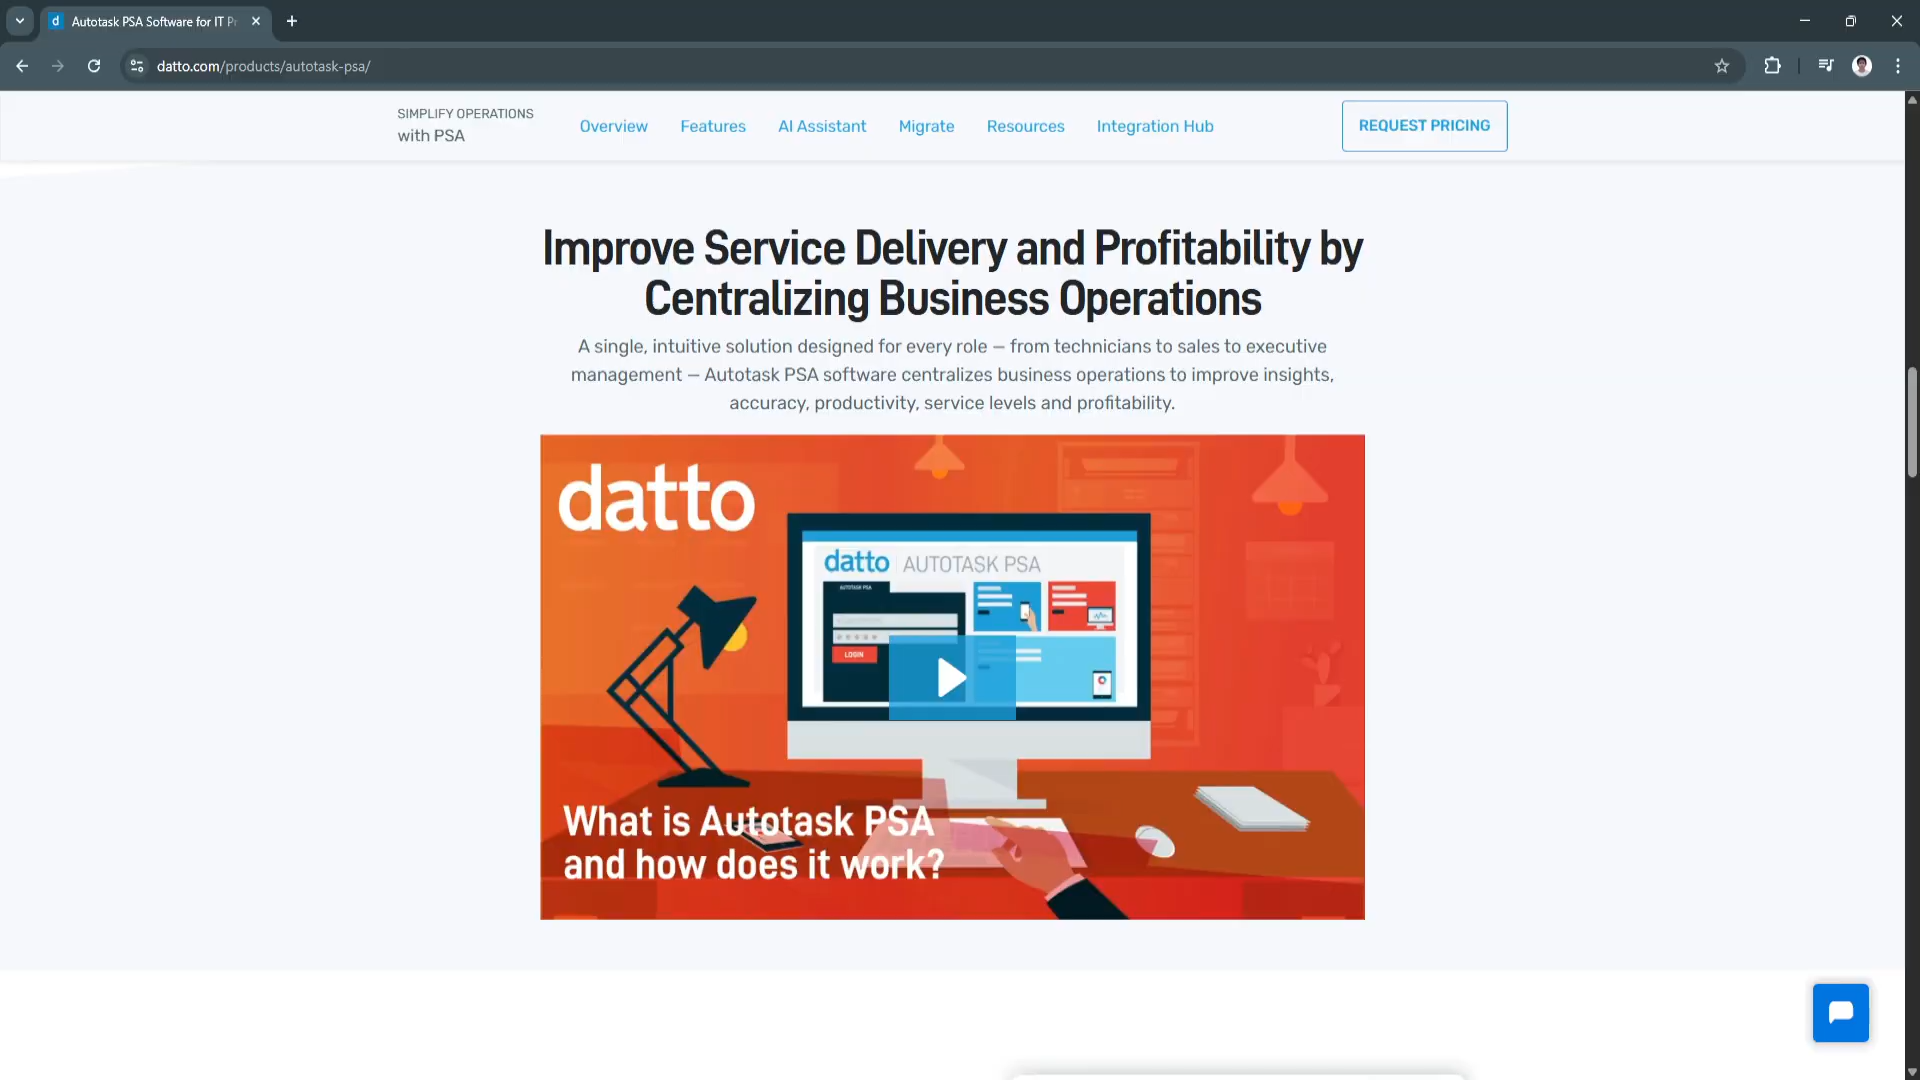 d Autotask PSA Software for IT Pr
datto.com/products/autotask-psa/
SIMPLIFY OPERATIONS
with PSA
Overview
Features
AI Assistant
Migrate
Resources
Integration Hub
REQUEST PRICING
Improve Service Delivery and Profitability by
Centralizing Business Operations
A single, intuitive solution designed for every role — from technicians to sales to executive
management — Autotask PSA software centralizes business operations to improve insights,
accuracy, productivity, service levels and profitability.
datto
datto AUTOTASK PSA
AUTOTASK PSA
LOGIN
What is Autotask PSA
and how does it work?